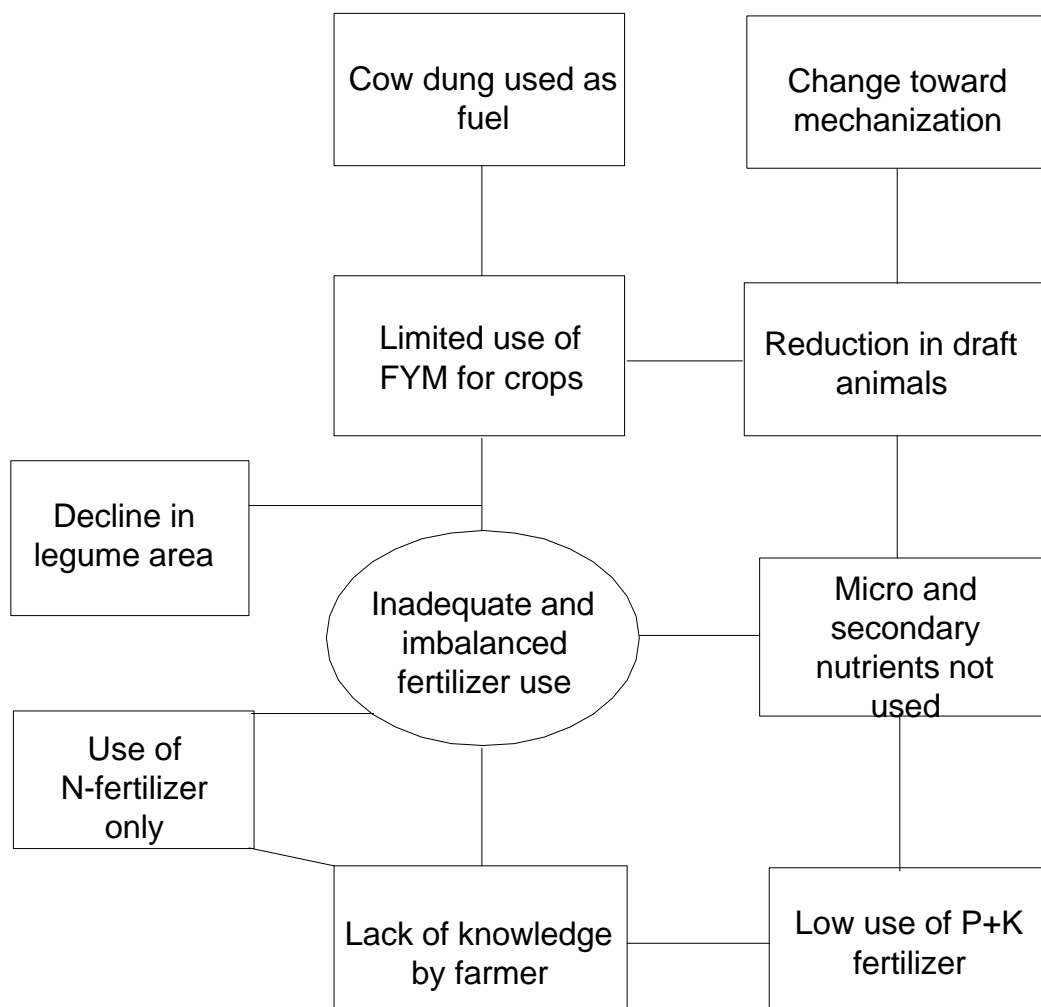 Cow dung used as
fuel
Change toward
mechanization
Limited use of
FYM for crops
Reduction in draft
animals
Decline in
legume area
Inadequate and
imbalanced
fertilizer use
Micro and
secondary
nutrients not
used
Use of
N-fertilizer
only
Lack of knowledge
by farmer
Low use of P+K
fertilizer